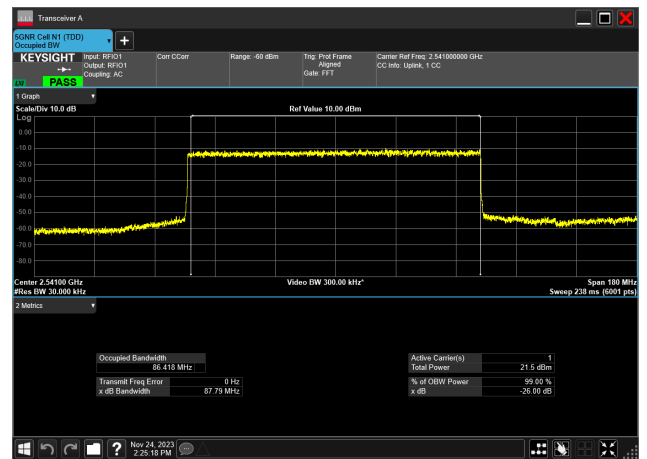 Transceiver A
5GNR Cell N1 (TDD)
Occupied BW
KEYSIGHT
Input: RFIO1
Output: RFIO1
Coupling: AC
Corr CCorr
Range: -60 dBm
Trig: Prot Frame
Aligned
Gate: FFT
Carrier Ref Freq: 2.541000000 GHz
CC Info: Uplink, 1 CC
PASS
1 Graph
Scale/Div 10.0 dB
Ref Value 10.00 dBm
Log
0.00
-10.0
-20.0
-30.0
-40.0
-50.0
-60.0
-70.0
-80.0
Center 2.54100 GHz
Video BW 300.00 kHz*
Span 180 MHz
#Res BW 30.000 kHz
Sweep 238 ms (6001 pts)
2 Metrics
Occupied Bandwidth
86.418 MHz
Transmit Freq Error 0 Hz
x dB Bandwidth 87.79 MHz
Active Carrier(s) 1
Total Power 21.5 dBm
% of OBW Power 99.00 %
x dB -26.00 dB
Nov 24, 2023
2:25:18 PM